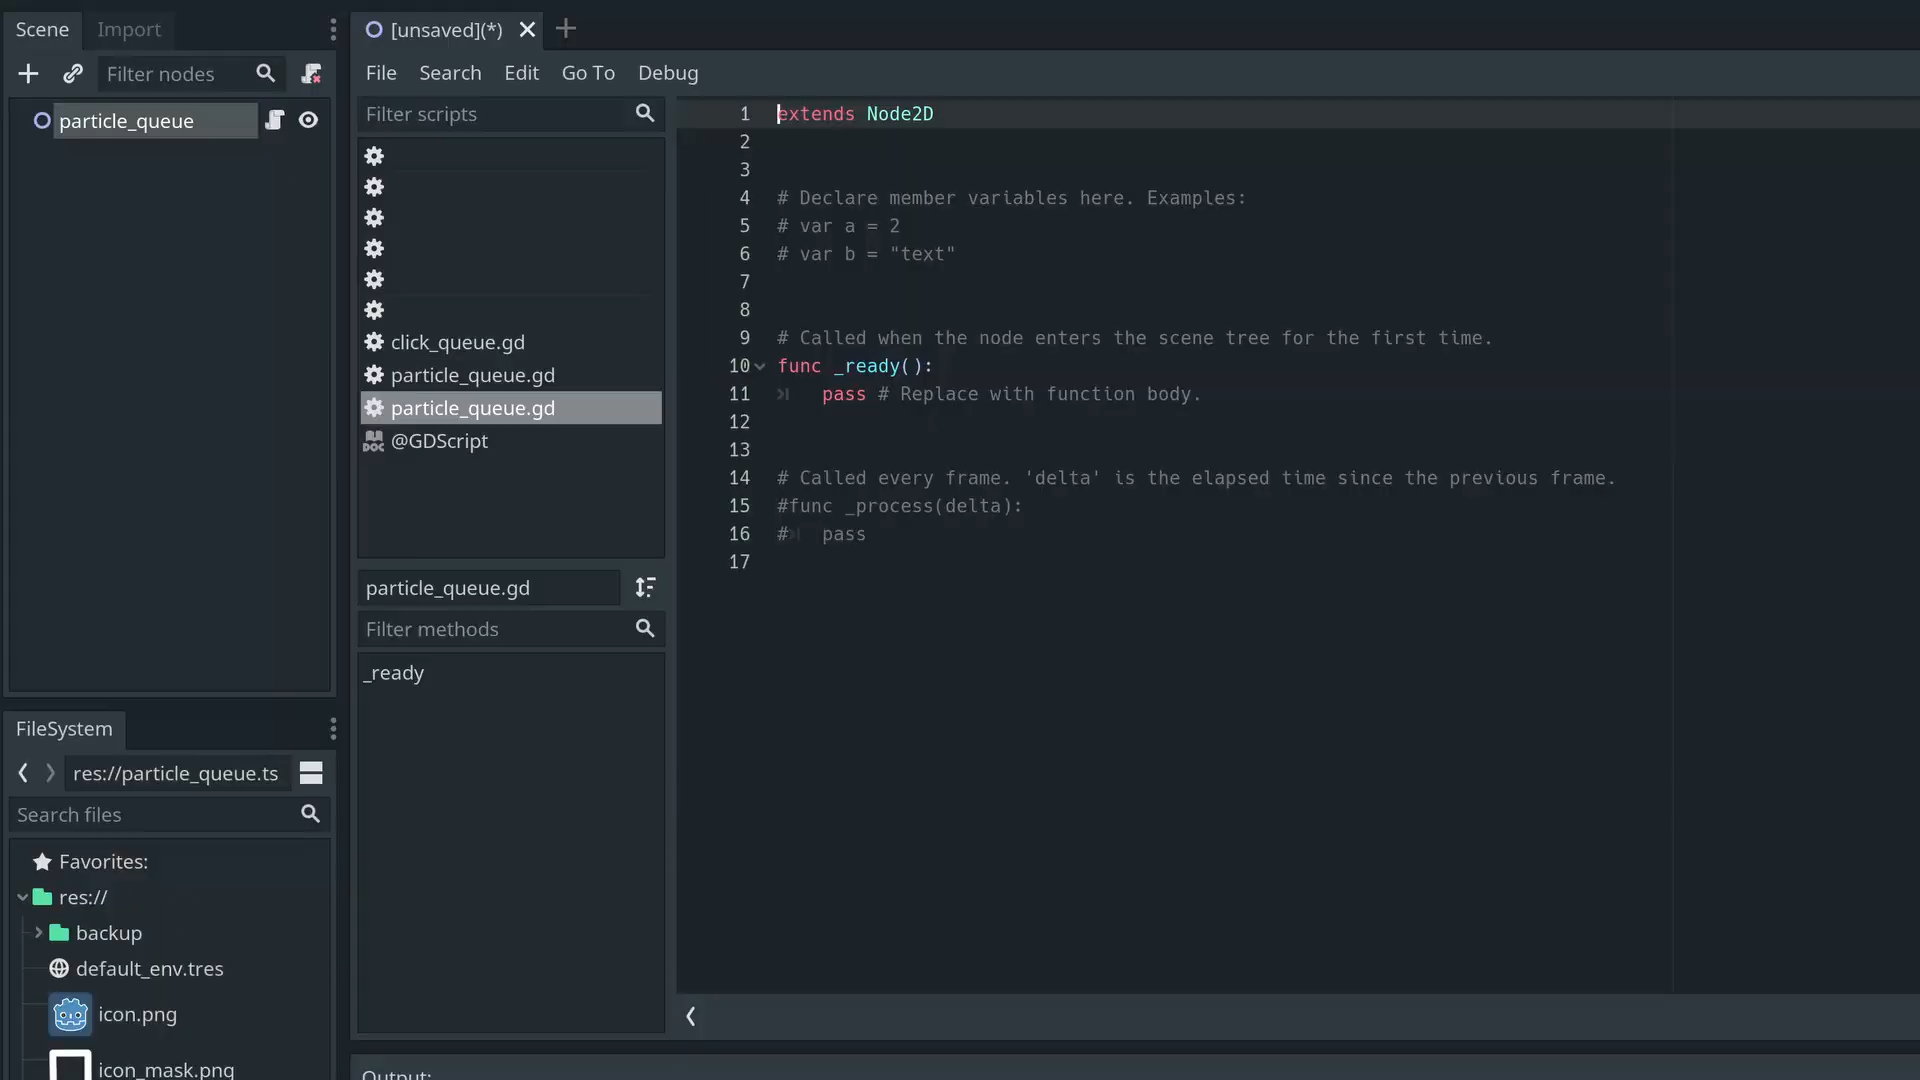 Scene
Import
Filter nodes
particle_queue
FileSystem
res://particle_queue.ts
Search files
Favorites:
res://
backup
default_env.tres
icon.png
icon_mask.png
[unsaved](*)
File Search Edit Go To Debug
Filter scripts
click_queue.gd
particle_queue.gd
particle_queue.gd
DOC @GDScript
particle_queue.gd
Filter methods
_ready
1 extends Node2D
2
3
4 # Declare member variables here. Examples:
5 # var a = 2
6 # var b = "text"
7
8
9 # Called when the node enters the scene tree for the first time.
10 func _ready():
11 pass # Replace with function body.
12
13
14 # Called every frame. 'delta' is the elapsed time since the previous frame.
15 #func _process(delta):
16 # pass
17
Output: